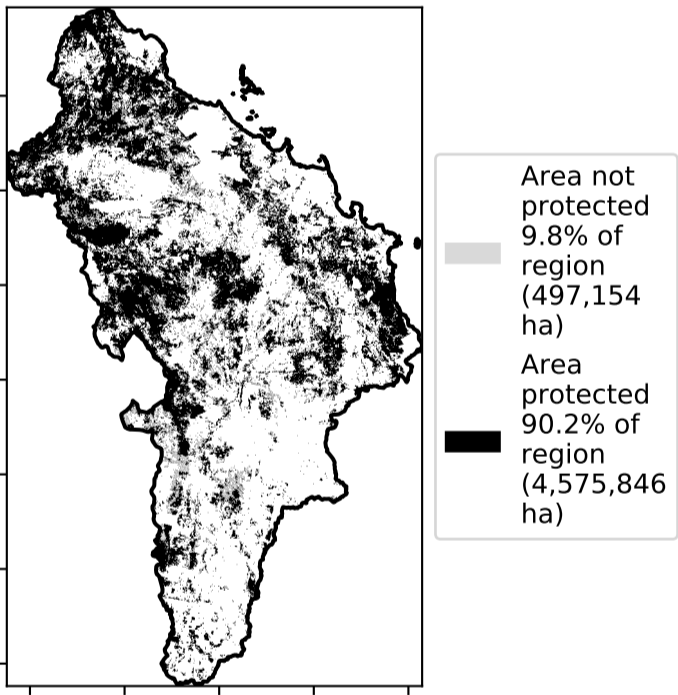 Area not
protected
9.8% of
region
(497,154
ha)
Area
protected
90.2% of
region
(4,575,846
ha)